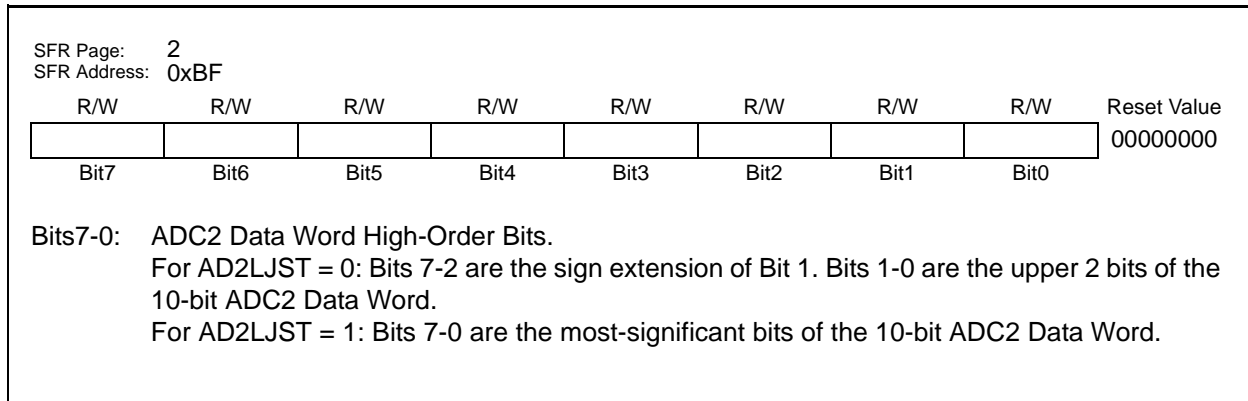 SFR Page: 2
SFR Address: 0xBF
R/W R/W R/W R/W R/W R/W R/W R/W Reset Value
00000000
Bit7 Bit6 Bit5 Bit4 Bit3 Bit2 Bit1 Bit0
Bits7-0: ADC2 Data Word High-Order Bits.
For AD2LJST = 0: Bits 7-2 are the sign extension of Bit 1. Bits 1-0 are the upper 2 bits of the
10-bit ADC2 Data Word.
For AD2LJST = 1: Bits 7-0 are the most-significant bits of the 10-bit ADC2 Data Word.